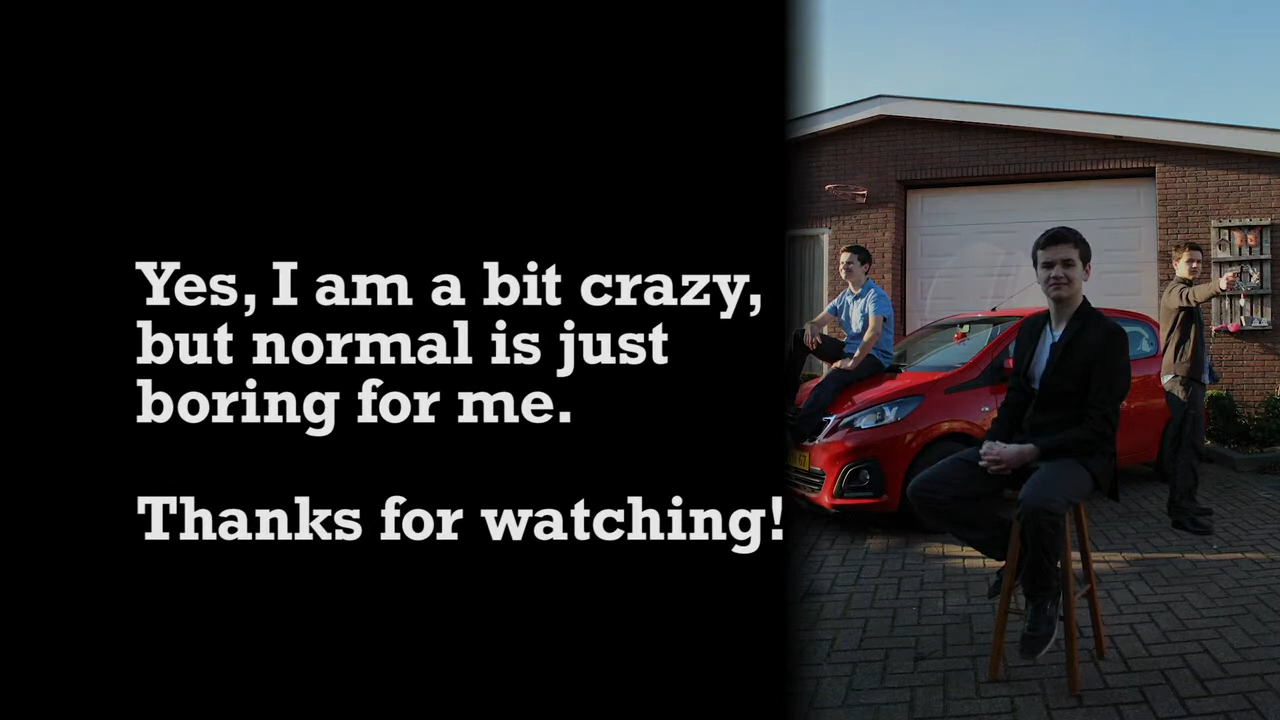 Yes, I am a bit crazy,
but normal is just
boring for me.
Thanks for watching!